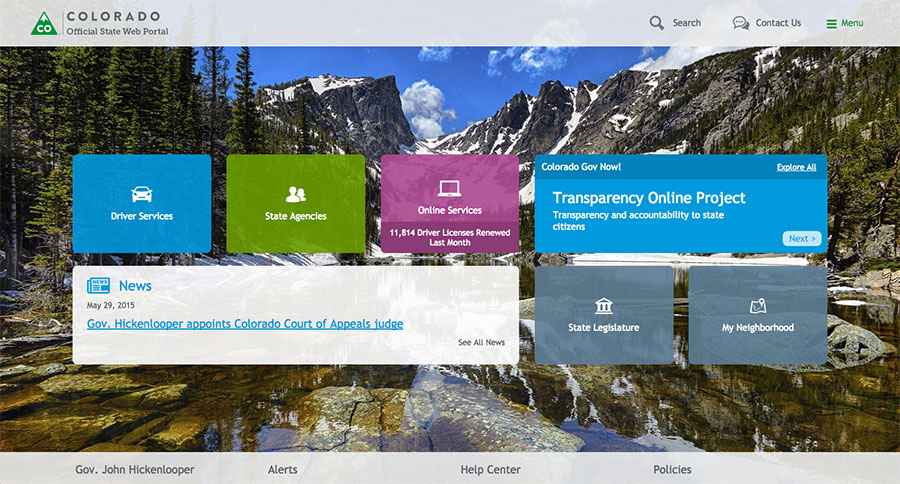 CO
COLORADO
Official State Web Portal
Search
Contact Us
Menu
Driver Services
State Agencies
Online Services
11,814 Driver Licenses Renewed
Last Month
Colorado Gov Now!
Explore All
Transparency Online Project
Transparency and accountability to state
citizens
Next >
NEWS
News
May 29, 2015
Gov. Hickenlooper appoints Colorado Court of Appeals judge
See All News
State Legislature
My Neighborhood
Gov. John Hickenlooper
Alerts
Help Center
Policies